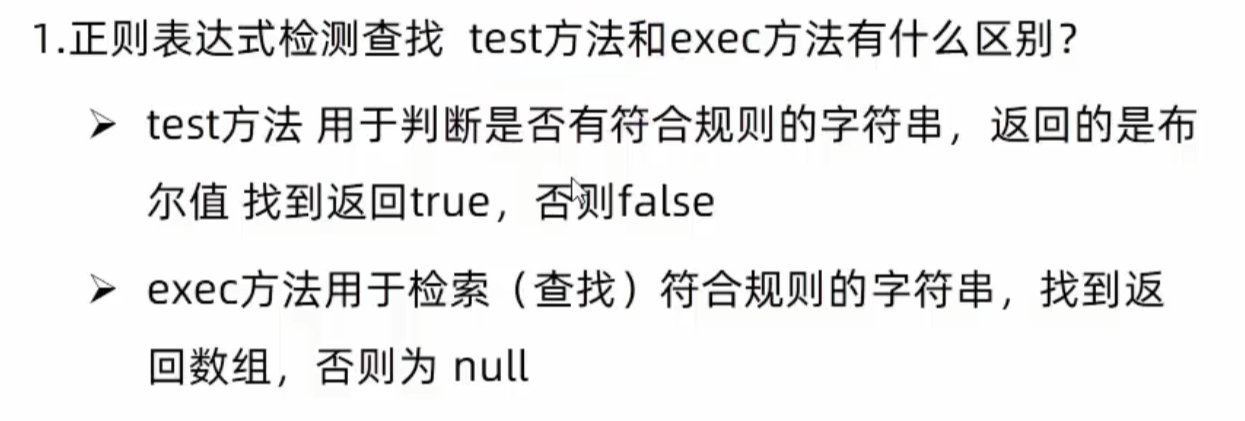 1.正则表达式检测查找 test方法和exec方法有什么区别？
➢ test方法 用于判断是否有符合规则的字符串，返回的是布
尔值 找到返回true，否则false
➢ exec方法用于检索（查找）符合规则的字符串，找到返
回数组，否则为 null